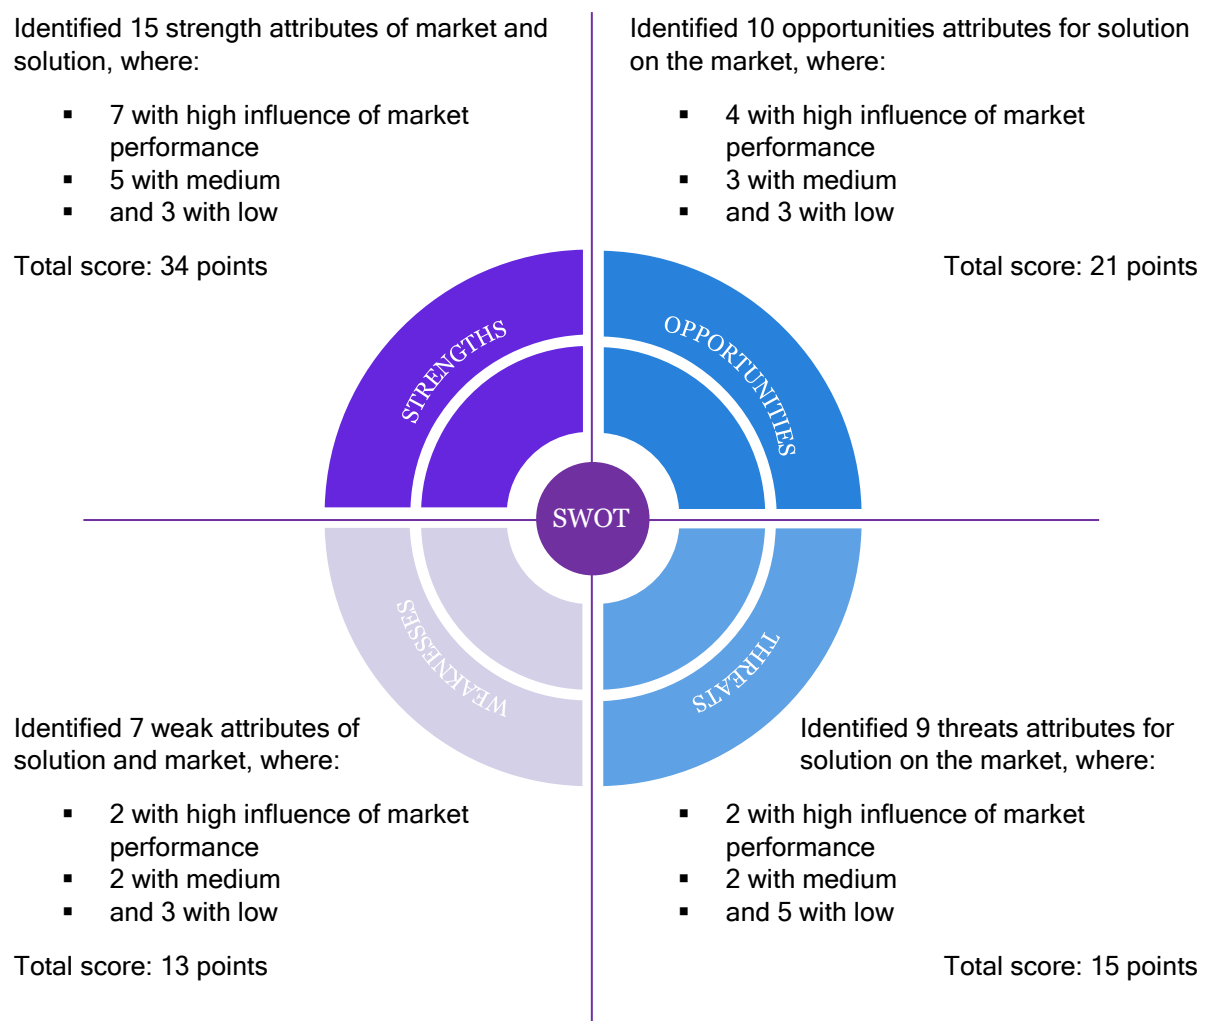 Identified 15 strength attributes of market and
solution, where:
▪ 7 with high influence of market
performance
▪ 5 with medium
▪ and 3 with low
Total score: 34 points
Identified 10 opportunities attributes for solution
on the market, where:
▪ 4 with high influence of market
performance
▪ 3 with medium
▪ and 3 with low
Total score: 21 points
STRENGTHS
OPPORTUNITIES
SWOT
WEAKNESSES
THREATS
Identified 7 weak attributes of
solution and market, where:
▪ 2 with high influence of market
performance
▪ 2 with medium
▪ and 3 with low
Total score: 13 points
Identified 9 threats attributes for
solution on the market, where:
▪ 2 with high influence of market
performance
▪ 2 with medium
▪ and 5 with low
Total score: 15 points